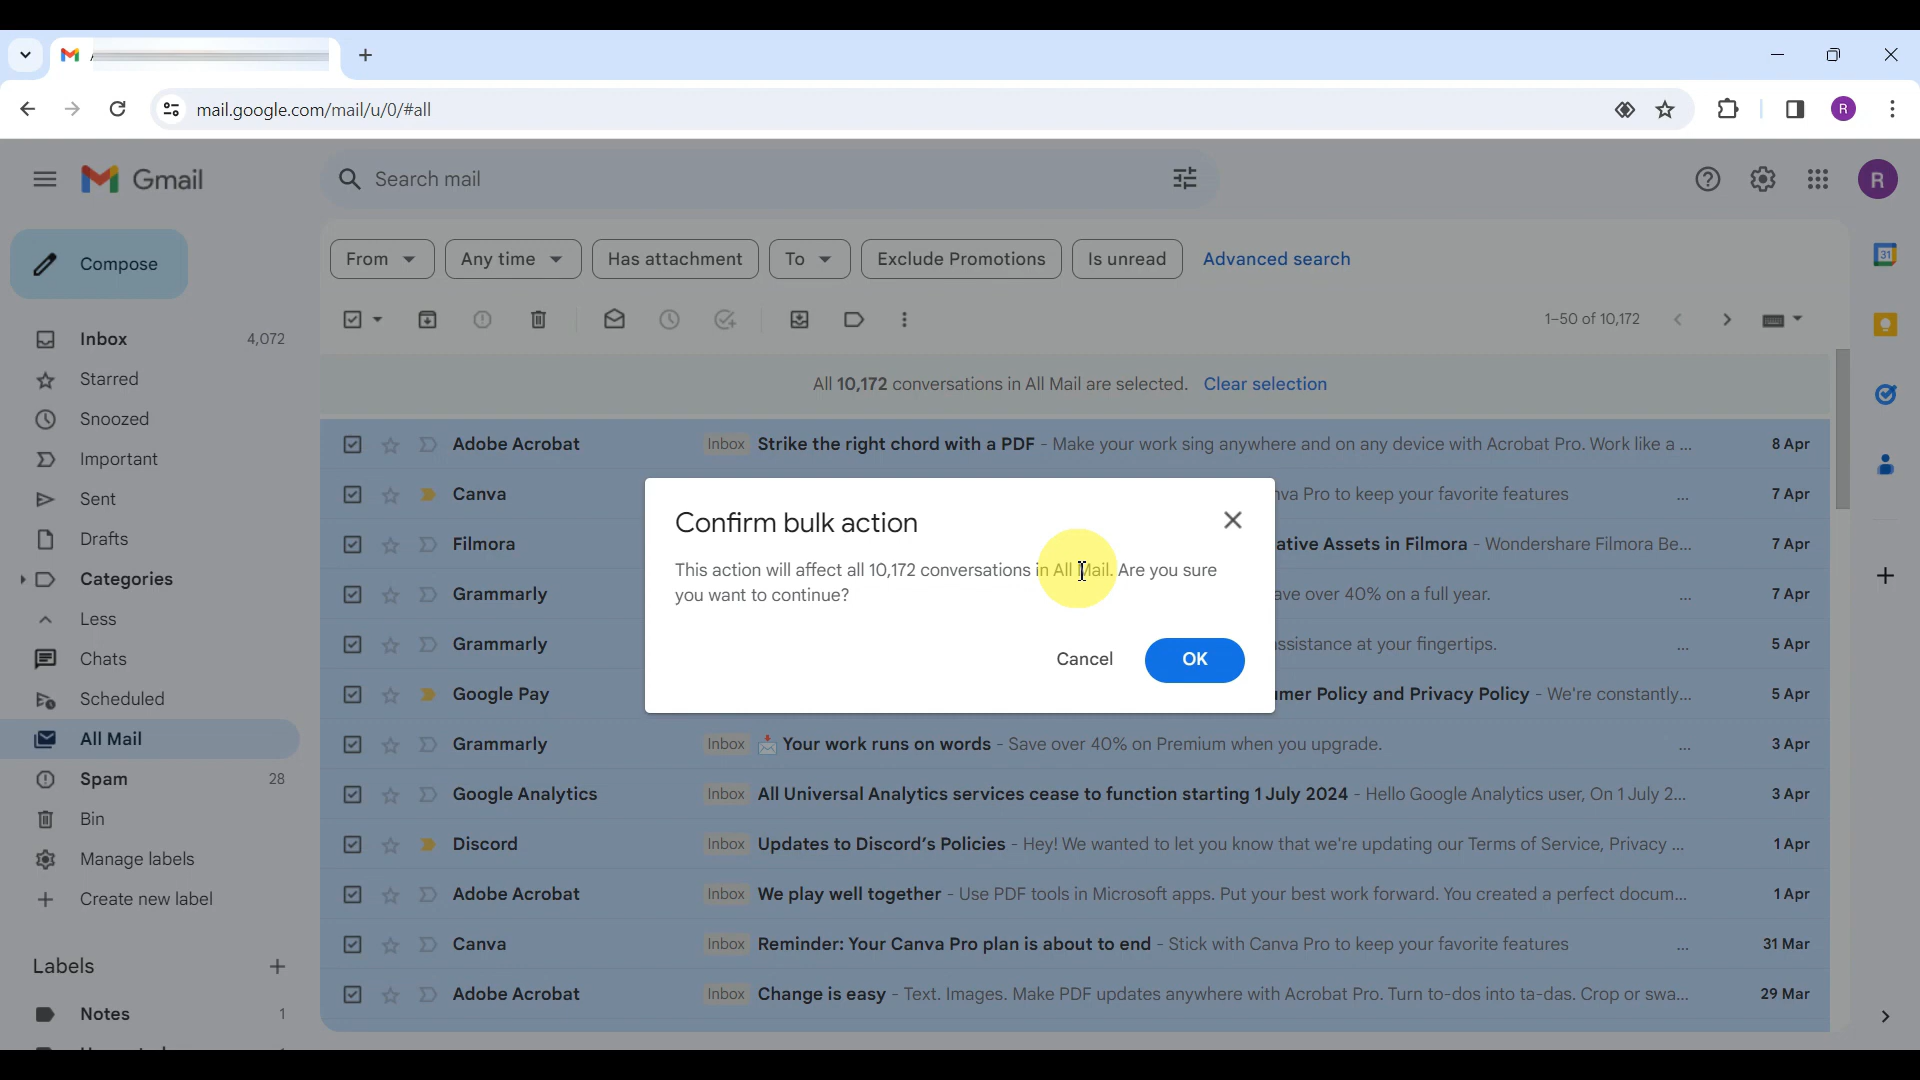 mail.google.com/mail/u/0/#all
R
Gmail
Search mail
R
Compose
From
Any time
Has attachment
To
Exclude Promotions
Is unread
Advanced search
1–50 of 10,172
Inbox 4,072
Starred
Snoozed
Important
Sent
Drafts
Categories
Less
Chats
Scheduled
All Mail
Spam 28
Bin
Manage labels
Create new label
Labels
Notes 1
31
All 10,172 conversations in All Mail are selected. Clear selection
Adobe Acrobat Inbox Strike the right chord with a PDF - Make your work sing anywhere and on any device with Acrobat Pro. Work like a ... 8 Apr
Canva nva Pro to keep your favorite features ... 7 Apr
Filmora ative Assets in Filmora - Wondershare Filmora Be... 7 Apr
Grammarly ave over 40% on a full year. ... 7 Apr
Grammarly ssistance at your fingertips. ... 5 Apr
Google Pay mer Policy and Privacy Policy - We're constantly... 5 Apr
Grammarly Inbox 📩 Your work runs on words - Save over 40% on Premium when you upgrade. ... 3 Apr
Google Analytics Inbox All Universal Analytics services cease to function starting 1 July 2024 - Hello Google Analytics user, On 1 July 2... 3 Apr
Discord Inbox Updates to Discord's Policies - Hey! We wanted to let you know that we're updating our Terms of Service, Privacy ... 1 Apr
Adobe Acrobat Inbox We play well together - Use PDF tools in Microsoft apps. Put your best work forward. You created a perfect docum... 1 Apr
Canva Inbox Reminder: Your Canva Pro plan is about to end - Stick with Canva Pro to keep your favorite features ... 31 Mar
Adobe Acrobat Inbox Change is easy - Text. Images. Make PDF updates anywhere with Acrobat Pro. Turn to-dos into ta-das. Crop or swa... 29 Mar
Confirm bulk action
This action will affect all 10,172 conversations in All Mail. Are you sure
you want to continue?
Cancel
OK